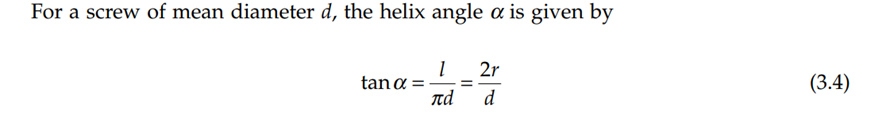 For a screw of mean diameter d, the helix angle α is given by
tan α = l/πd = 2r/d (3.4)